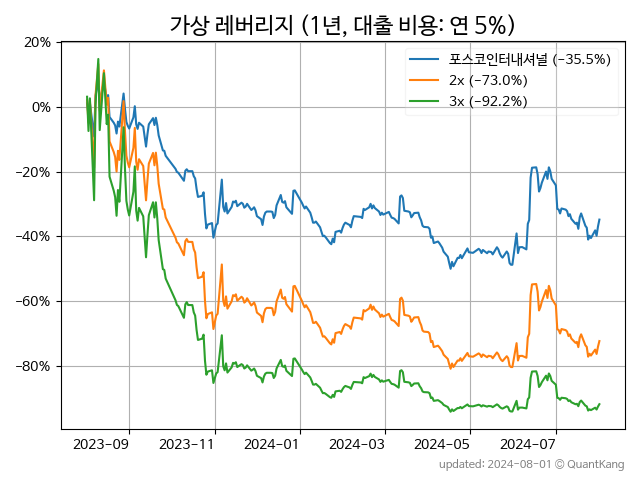 가상 레버리지 (1년, 대출 비용: 연 5%)
포스코인터내셔널 (−35.5%)
2x (−73.0%)
3x (−92.2%)
20%
0%
−20%
−40%
−60%
−80%
2023-09 2023-11 2024-01 2024-03 2024-05 2024-07
updated: 2024-08-01 © QuantKang